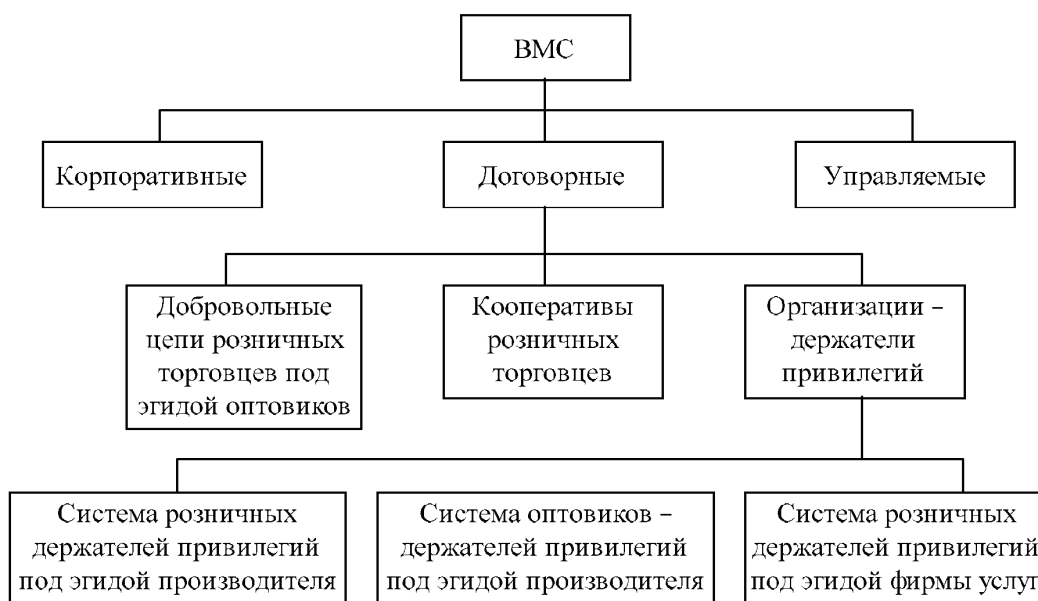 ВМС
Корпоративные
Договорные
Управляемые
Добровольные
цепи розничных
торговцев под
эгидой оптовиков
Кооперативы
розничных
торговцев
Организации –
держатели
привилегий
Система розничных
держателей привилегий
под эгидой производителя
Система оптовиков –
держателей привилегий
под эгидой производителя
Система розничных
держателей привилегий
под эгидой фирмы услуг